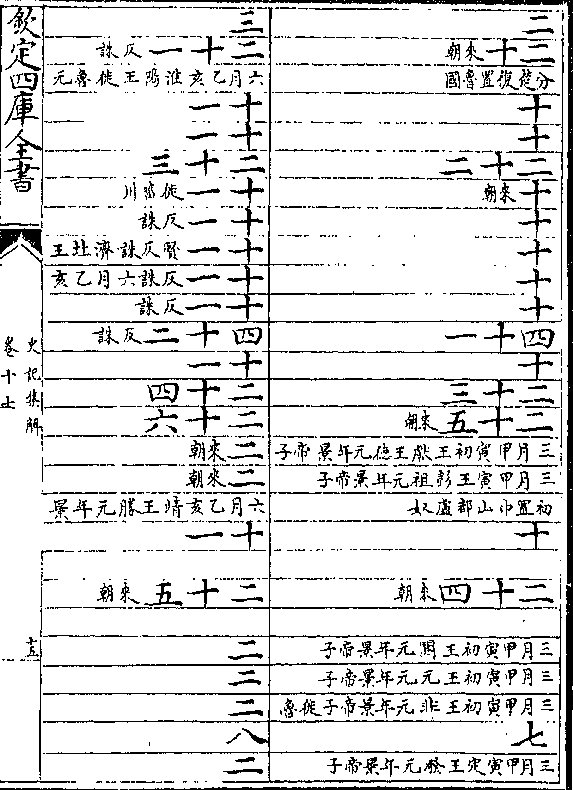 二
二十來朝
分楚復置魯國
十
十
二十二
十來朝
十
十
十
十
四十一
十
二十三
二十五來朝
三月甲寅初王獻王德元年景帝子
三月甲寅王彭祖元年景帝子
初置中山郡盧奴
十
二十四來朝
三月甲寅初王閼元年景帝子
三月甲寅初王元元年景帝子
三月甲寅初王非元年景帝子徙魯
七
三月甲寅定王發元年景帝子
三
二十一反誅
六月乙亥淮陽王徙魯元
十一
十一
二十三
十一徙菑川
十一反誅
十一賢反誅濟北王
十一反誅六月乙亥
十一反誅
四十二反誅
十一
二十四
二十六
二來朝
二來朝
六月乙亥靖王勝元年景
十一
二十五來朝
二
二
二
八
二
欽定四庫全書
史記集解
卷十七
十五